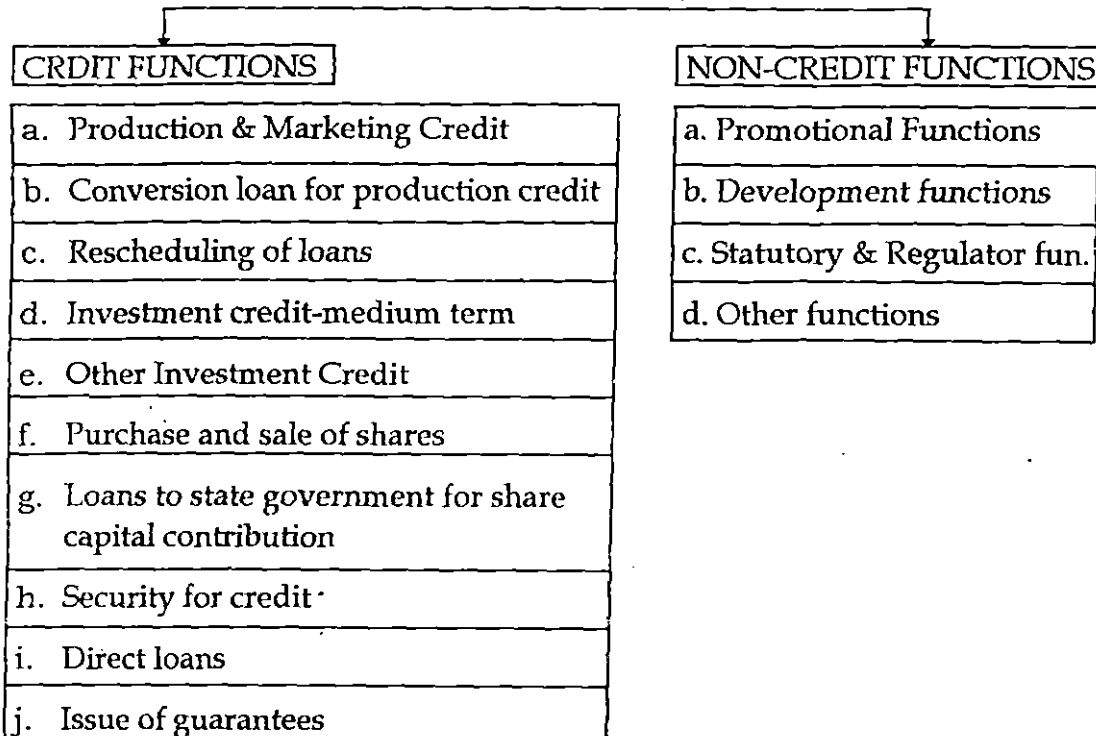 CRDIT FUNCTIONS
a. Production & Marketing Credit
b. Conversion loan for production credit
c. Rescheduling of loans
d. Investment credit-medium term
e. Other Investment Credit
f. Purchase and sale of shares
g. Loans to state government for share
capital contribution
h. Security for credit
i. Direct loans
j. Issue of guarantees
NON-CREDIT FUNCTIONS
a. Promotional Functions
b. Development functions
c. Statutory & Regulator fun.
d. Other functions